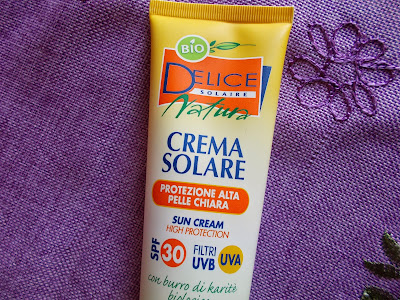 BIO
DELICE
SOLAIRE
Natura
CREMA
SOLARE
PROTEZIONE ALTA
PELLE CHIARA
SUN CREAM
HIGH PROTECTION
SPF 30 FILTRI UVB UVA
con burro di karitè
biologico